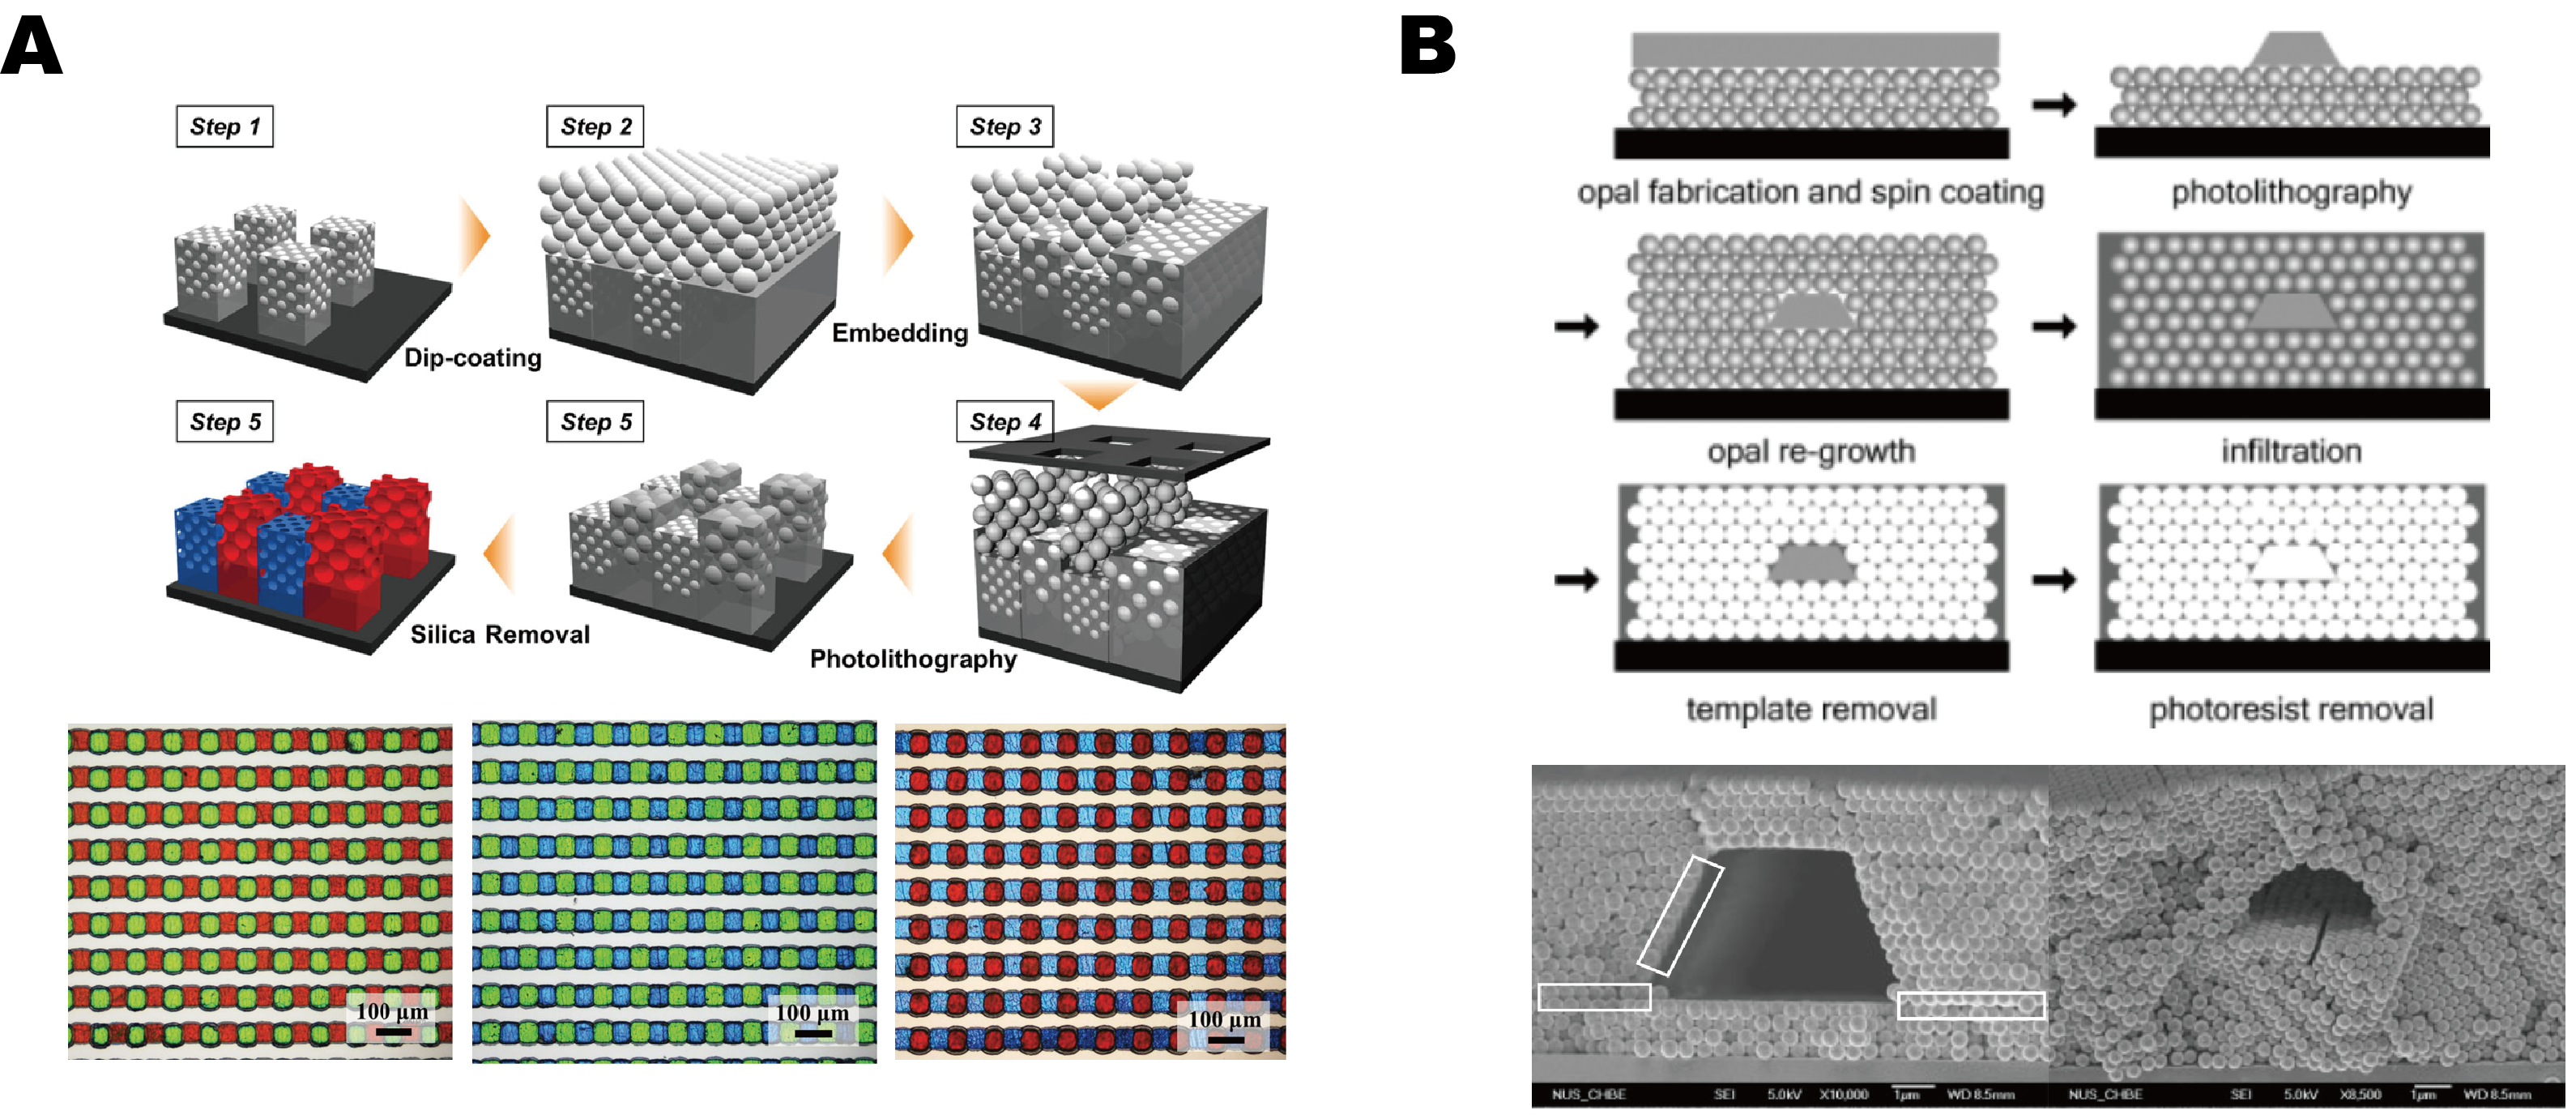 A
Step 1
Step 2
Step 3
Dip-coating
Embedding
Step 5
Step 5
Step 4
Silica Removal
Photolithography
100 µm
100 µm
100 µm
B
opal fabrication and spin coating
photolithography
opal re-growth
infiltration
template removal
photoresist removal
NUS_CHBE SEI 5.0kV X10,000 1µm WD 8.5mm
NUS_CHBE SEI 5.0kV X8,500 1µm WD 8.5mm